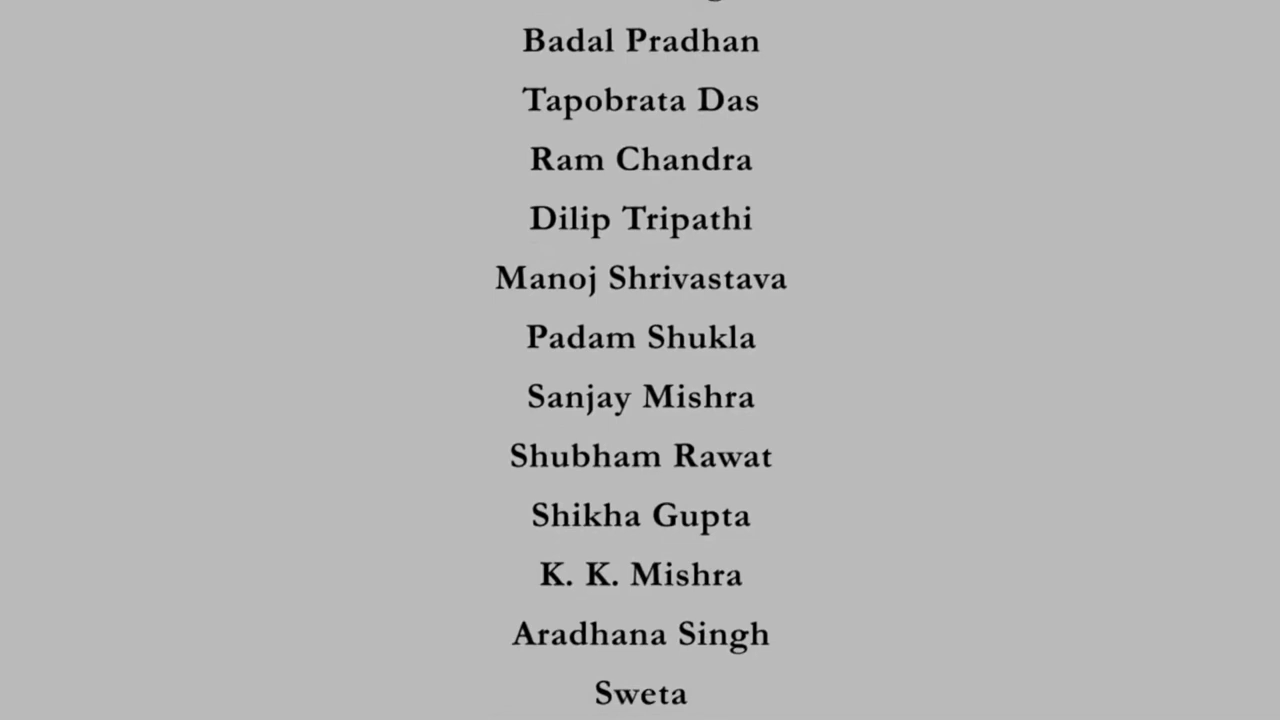 Badal Pradhan
Tapobrata Das
Ram Chandra
Dilip Tripathi
Manoj Shrivastava
Padam Shukla
Sanjay Mishra
Shubham Rawat
Shikha Gupta
K. K. Mishra
Aradhana Singh
Sweta